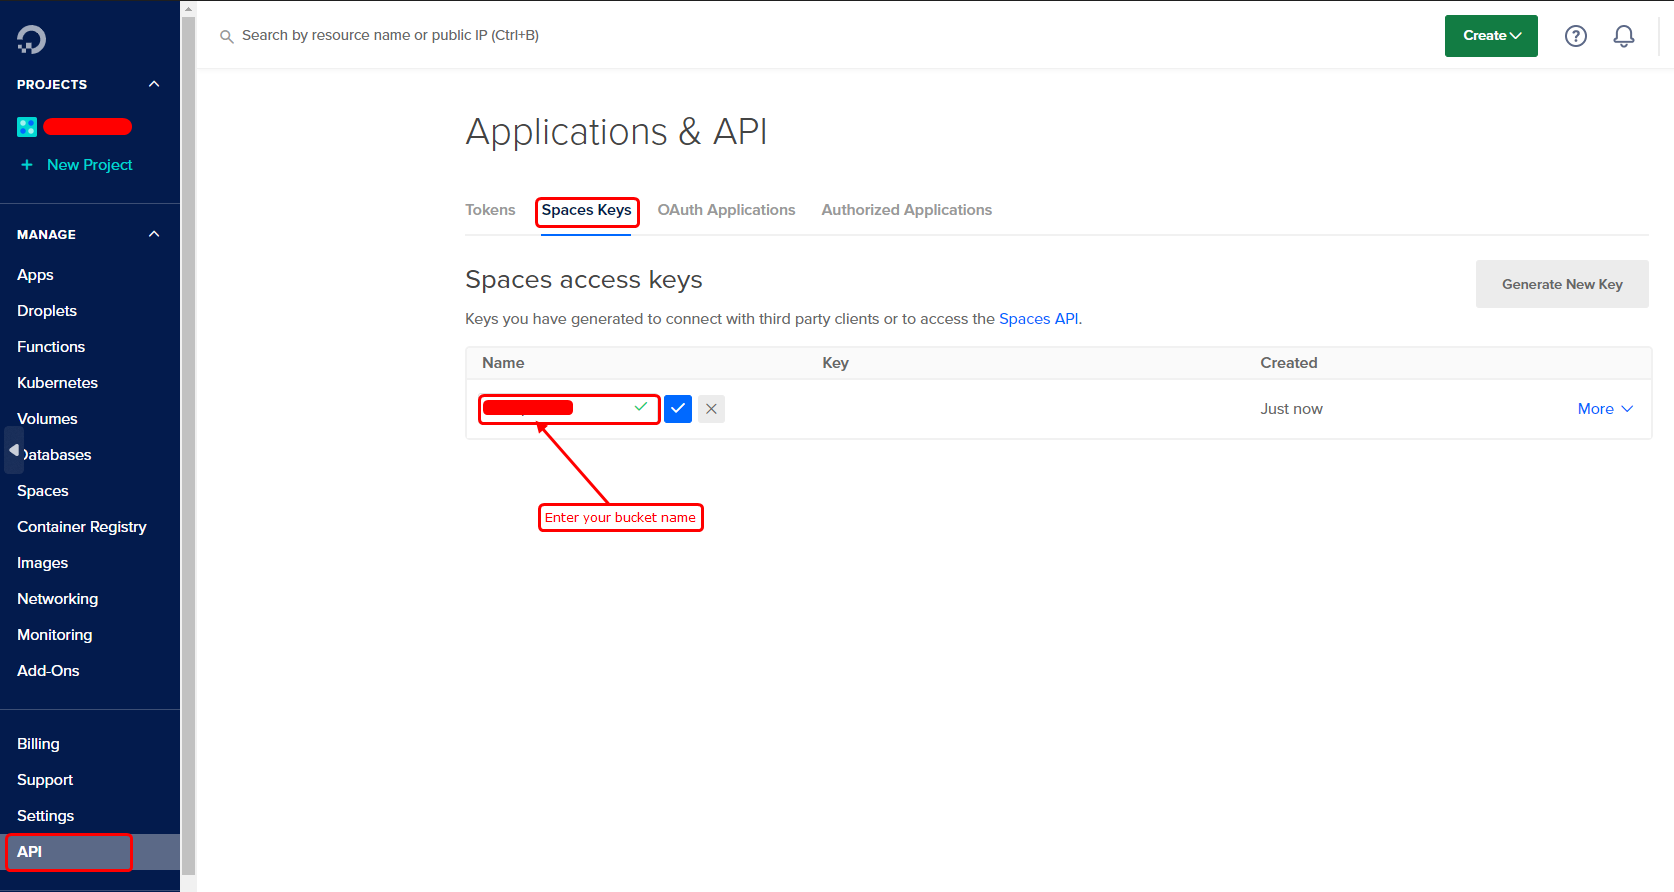 PROJECTS
New Project
MANAGE
Apps
Droplets
Functions
Kubernetes
Volumes
Databases
Spaces
Container Registry
Images
Networking
Monitoring
Add-Ons
Billing
Support
Settings
API
Search by resource name or public IP (Ctrl+B)
Create
?
Applications & API
Tokens Spaces Keys OAuth Applications Authorized Applications
Spaces access keys
Generate New Key
Keys you have generated to connect with third party clients or to access the Spaces API.
Name Key Created
Just now More
Enter your bucket name